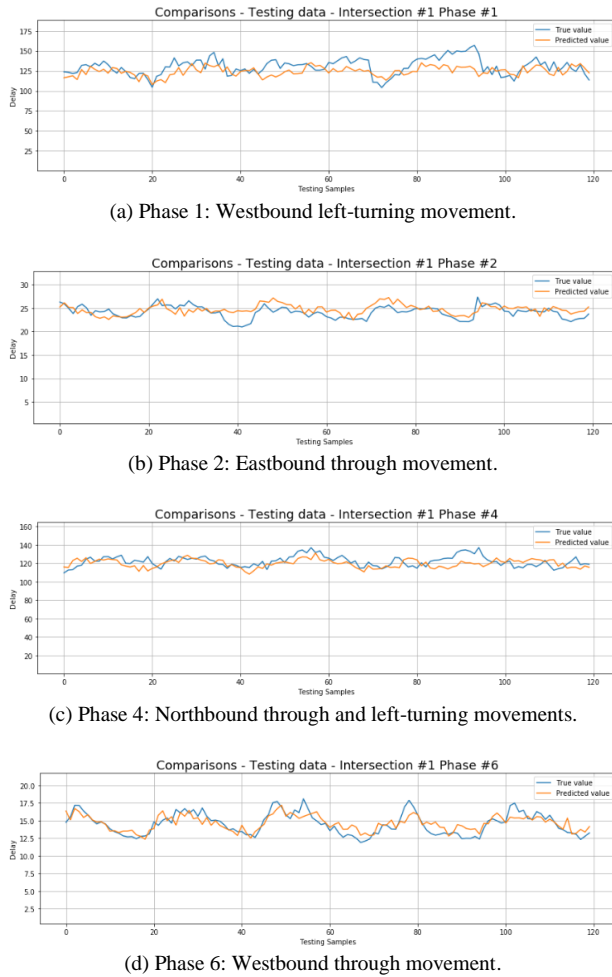 Comparisons - Testing data - Intersection #1 Phase #1
True value
Predicted value
175
150
125
100
75
50
25
Delay
0 20 40 60 80 100 120
Testing Samples
(a) Phase 1: Westbound left-turning movement.
Comparisons - Testing data - Intersection #1 Phase #2
True value
Predicted value
30
25
20
15
10
5
Delay
0 20 40 60 80 100 120
Testing Samples
(b) Phase 2: Eastbound through movement.
Comparisons - Testing data - Intersection #1 Phase #4
True value
Predicted value
160
140
120
100
80
60
40
20
Delay
0 20 40 60 80 100 120
Testing Samples
(c) Phase 4: Northbound through and left-turning movements.
Comparisons - Testing data - Intersection #1 Phase #6
True value
Predicted value
20.0
17.5
15.0
12.5
10.0
7.5
5.0
2.5
Delay
0 20 40 60 80 100 120
Testing Samples
(d) Phase 6: Westbound through movement.